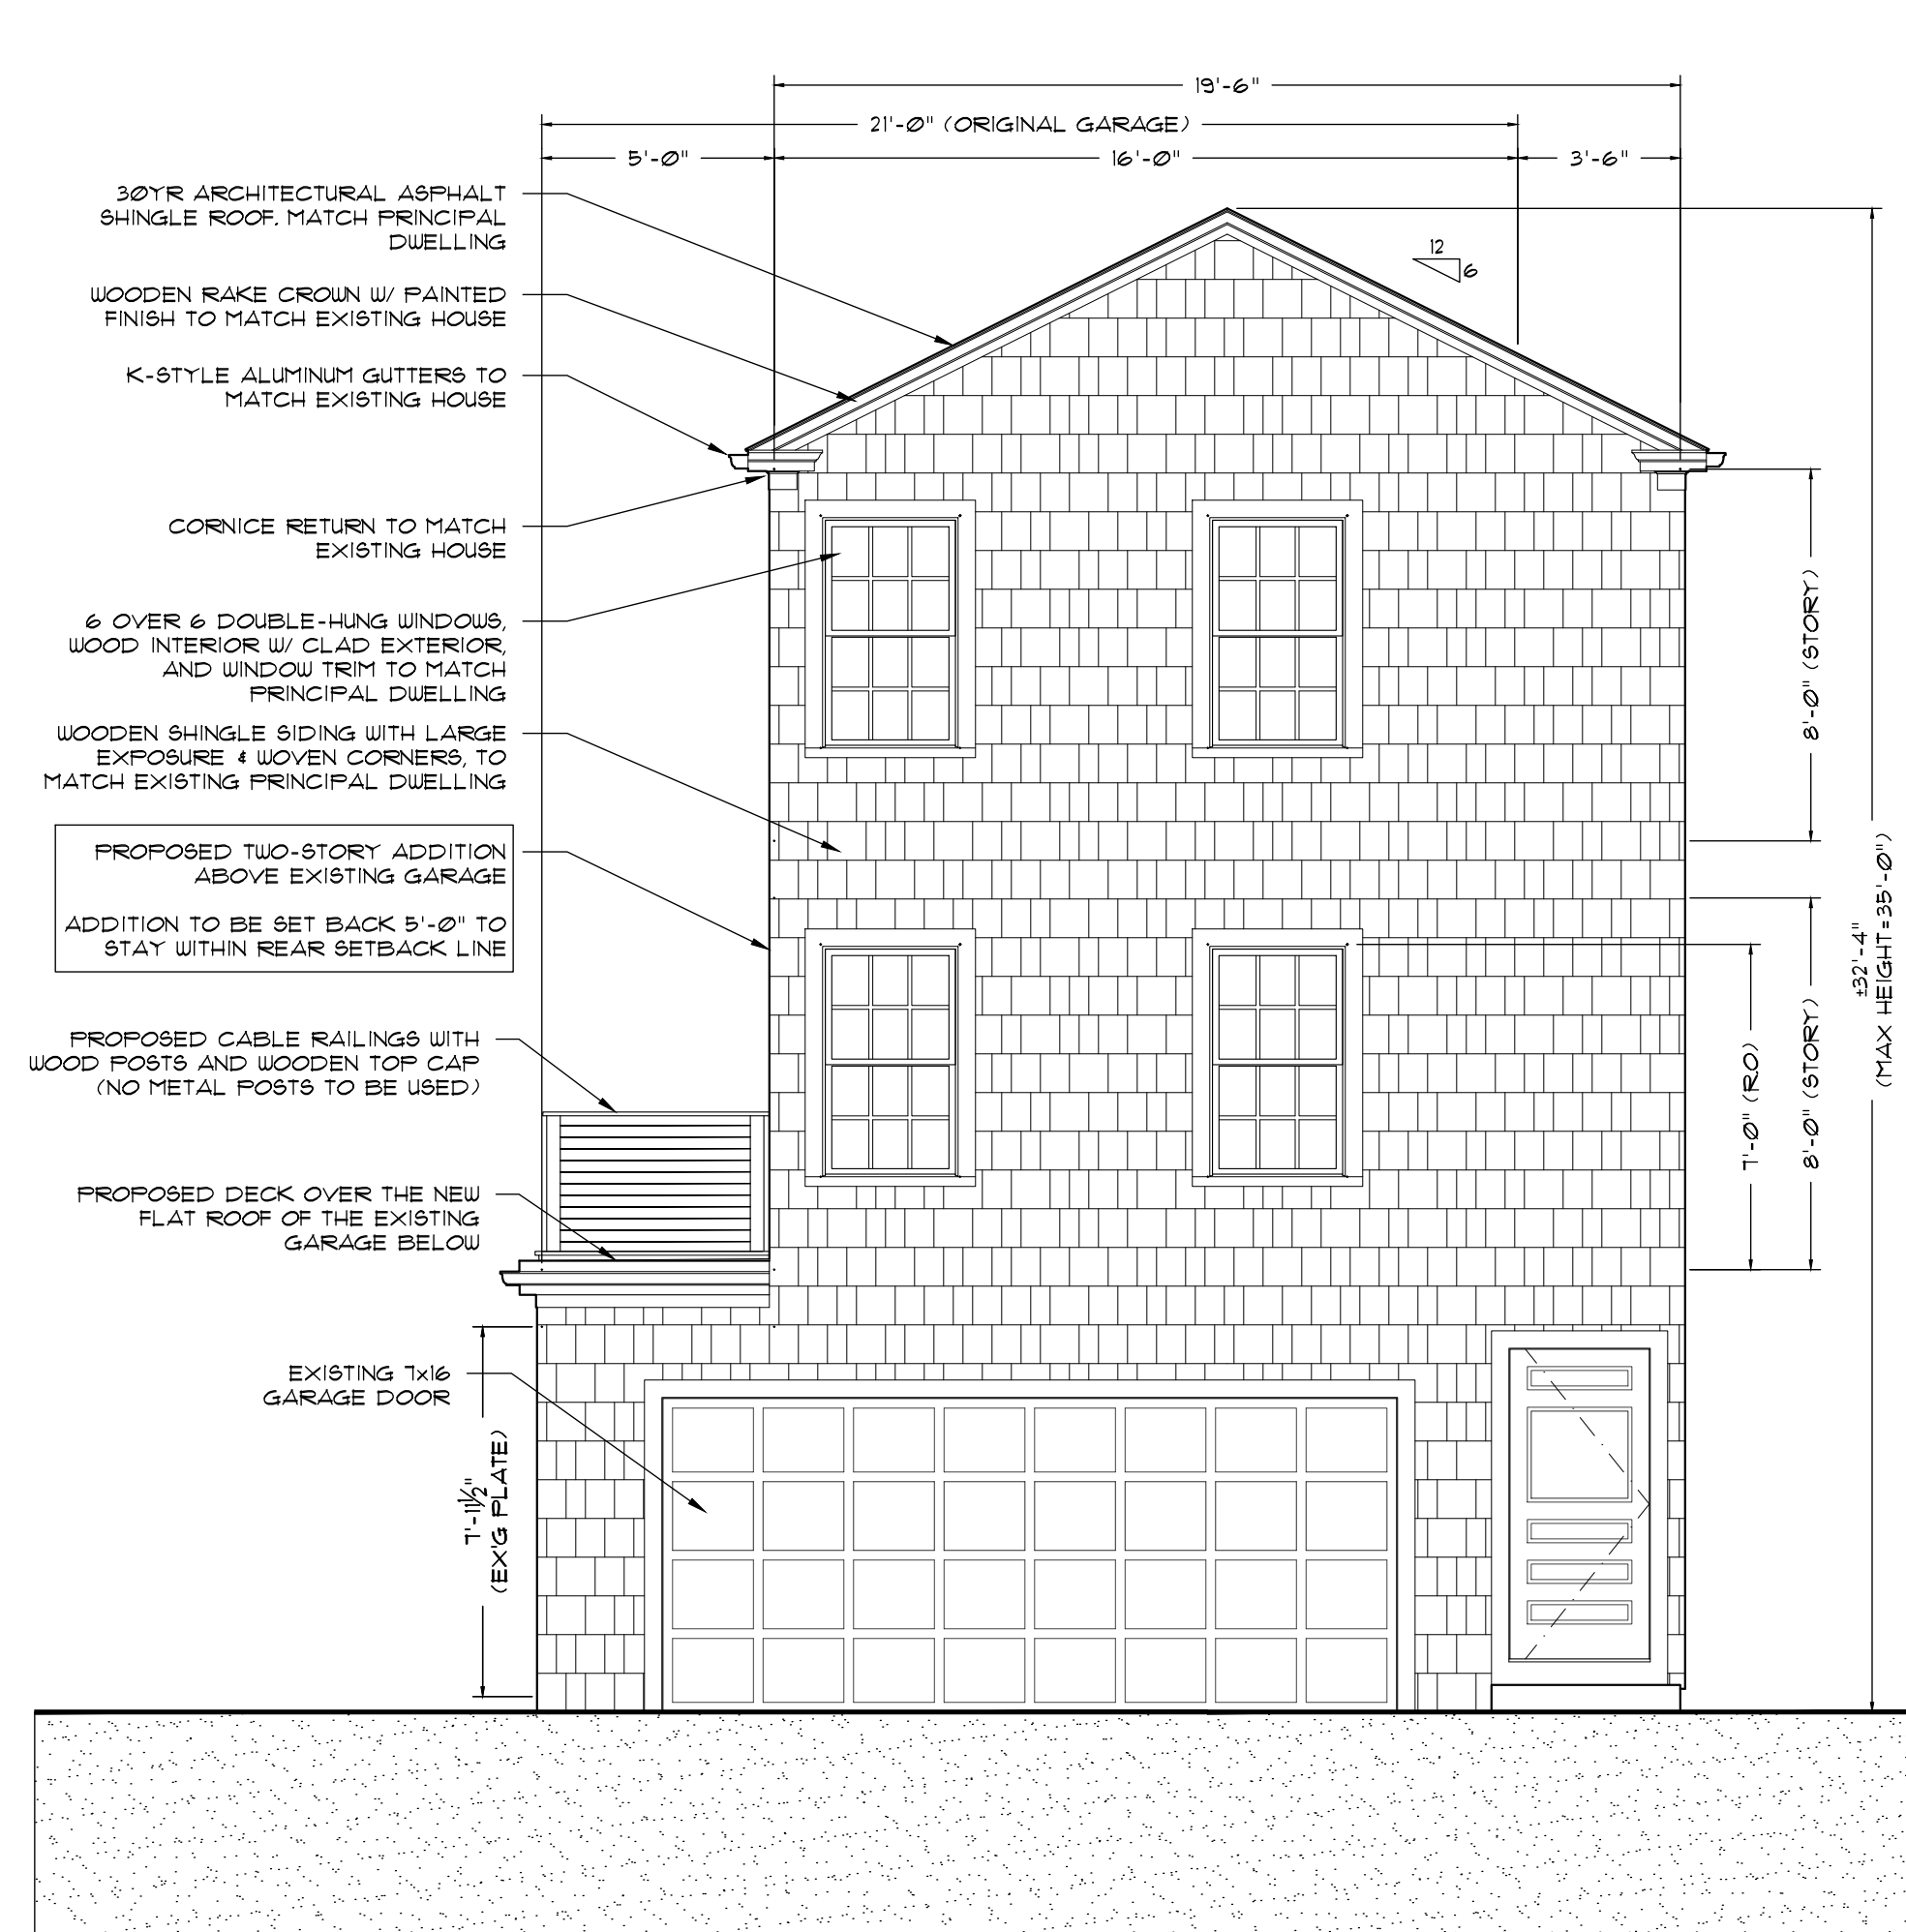 19'-6"
21'-0" (ORIGINAL GARAGE)
5'-0"
16'-0"
3'-6"
30YR ARCHITECTURAL ASPHALT
SHINGLE ROOF. MATCH PRINCIPAL
DWELLING
12
6
WOODEN RAKE CROWN W/ PAINTED
FINISH TO MATCH EXISTING HOUSE
K-STYLE ALUMINUM GUTTERS TO
MATCH EXISTING HOUSE
CORNICE RETURN TO MATCH
EXISTING HOUSE
6 OVER 6 DOUBLE-HUNG WINDOWS,
WOOD INTERIOR W/ CLAD EXTERIOR,
AND WINDOW TRIM TO MATCH
PRINCIPAL DWELLING
8'-0" (STORY)
WOODEN SHINGLE SIDING WITH LARGE
EXPOSURE & WOVEN CORNERS, TO
MATCH EXISTING PRINCIPAL DWELLING
PROPOSED TWO-STORY ADDITION
ABOVE EXISTING GARAGE
ADDITION TO BE SET BACK 5'-0" TO
STAY WITHIN REAR SETBACK LINE
±32'-4"
(MAX HEIGHT=35'-0")
PROPOSED CABLE RAILINGS WITH
WOOD POSTS AND WOODEN TOP CAP
(NO METAL POSTS TO BE USED)
7'-0" (R.O)
8'-0" (STORY)
PROPOSED DECK OVER THE NEW
FLAT ROOF OF THE EXISTING
GARAGE BELOW
EXISTING 7x16
GARAGE DOOR
7'-11½"
(EX'G PLATE)